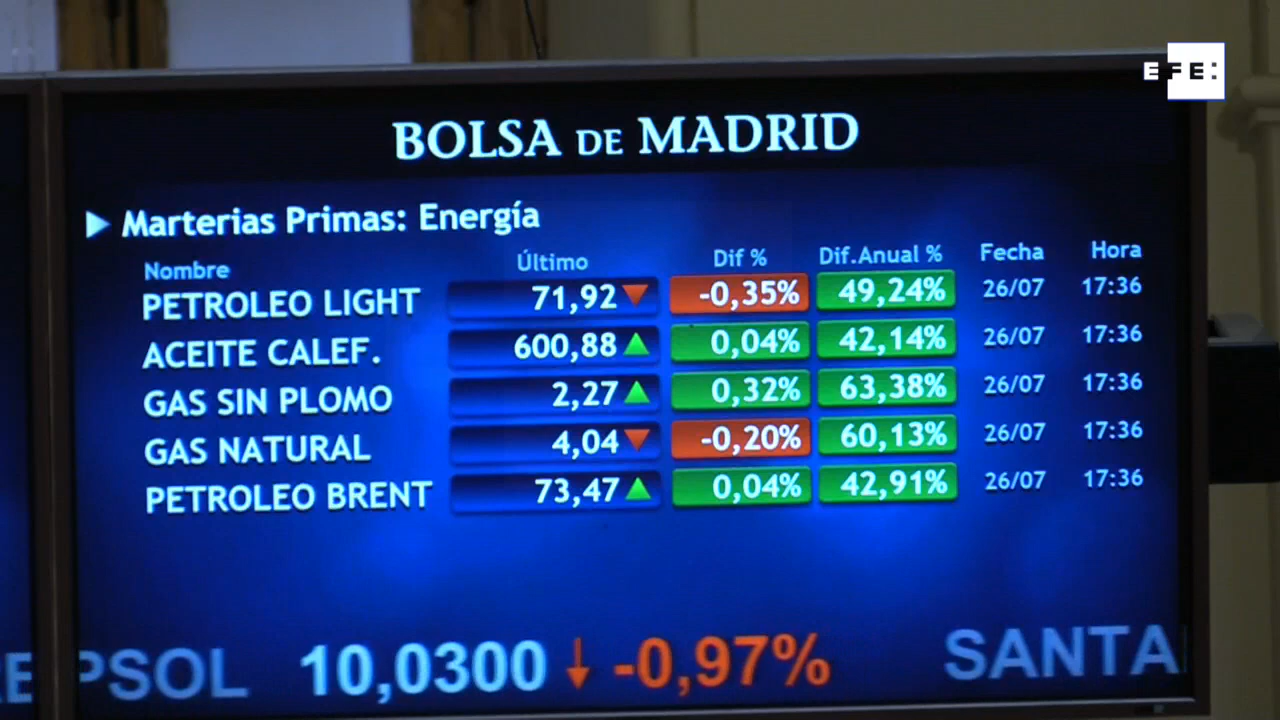 EFE:
BOLSA DE MADRID
Marterias Primas: Energía
Nombre Último Dif % Dif.Anual % Fecha Hora
PETROLEO LIGHT 71,92 -0,35% 49,24% 26/07 17:36
ACEITE CALEF. 600,88 0,04% 42,14% 26/07 17:36
GAS SIN PLOMO 2,27 0,32% 63,38% 26/07 17:36
GAS NATURAL 4,04 -0,20% 60,13% 26/07 17:36
PETROLEO BRENT 73,47 0,04% 42,91% 26/07 17:36
EPSOL 10,0300 -0,97% SANTA